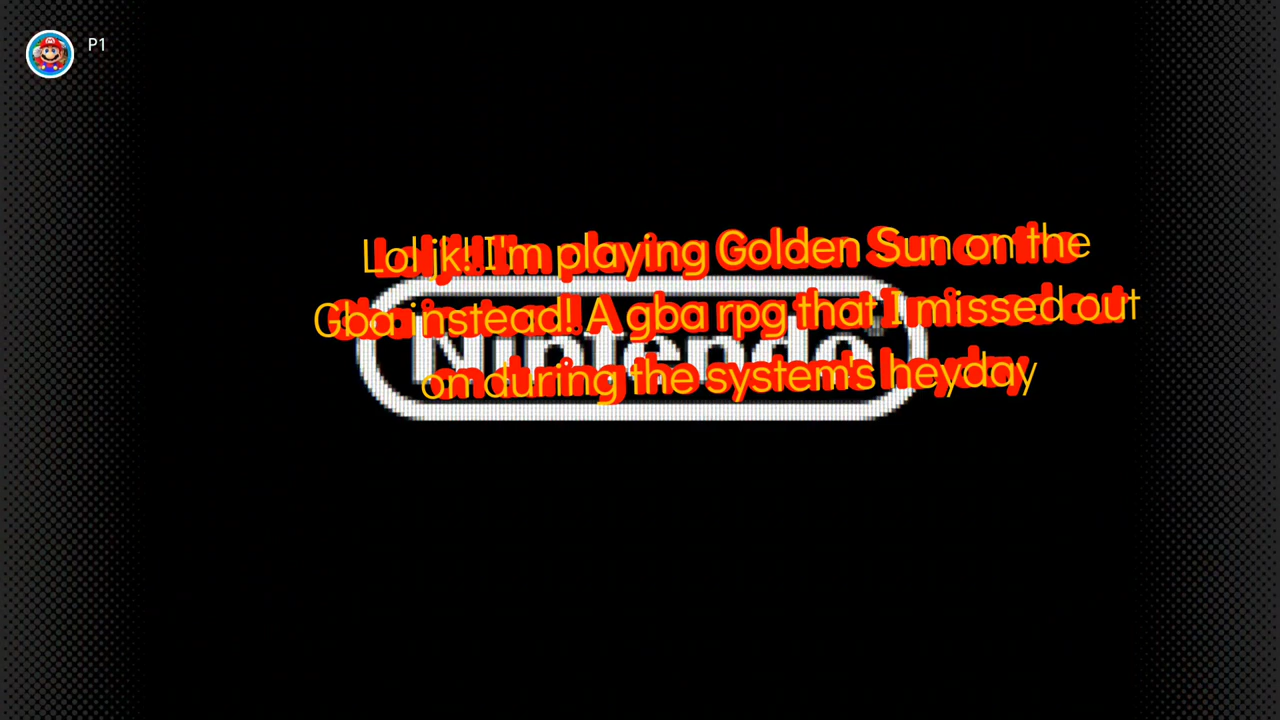 P1
Lol jk! I'm playing Golden Sun on the
Gba instead! A gba rpg that I missed out
on during the system's heyday
Nintendo